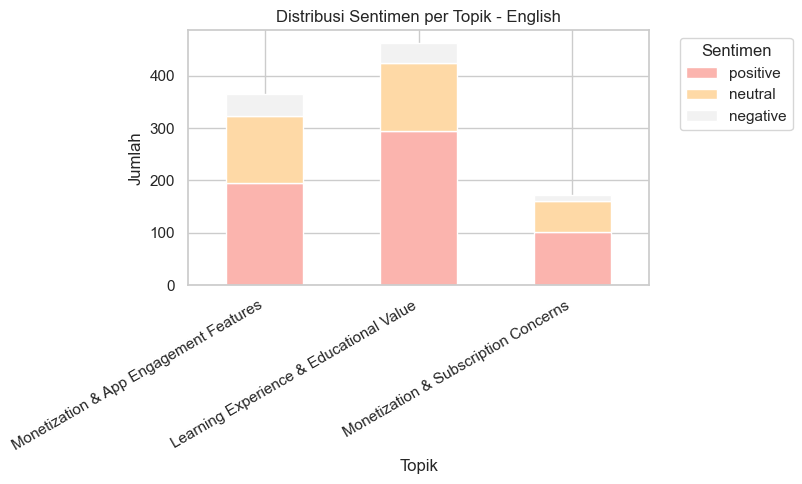 Distribusi Sentimen per Topik - English
Sentimen
positive
neutral
negative
Jumlah
400
300
200
100
0
Monetization & App Engagement Features
Learning Experience & Educational Value
Monetization & Subscription Concerns
Topik